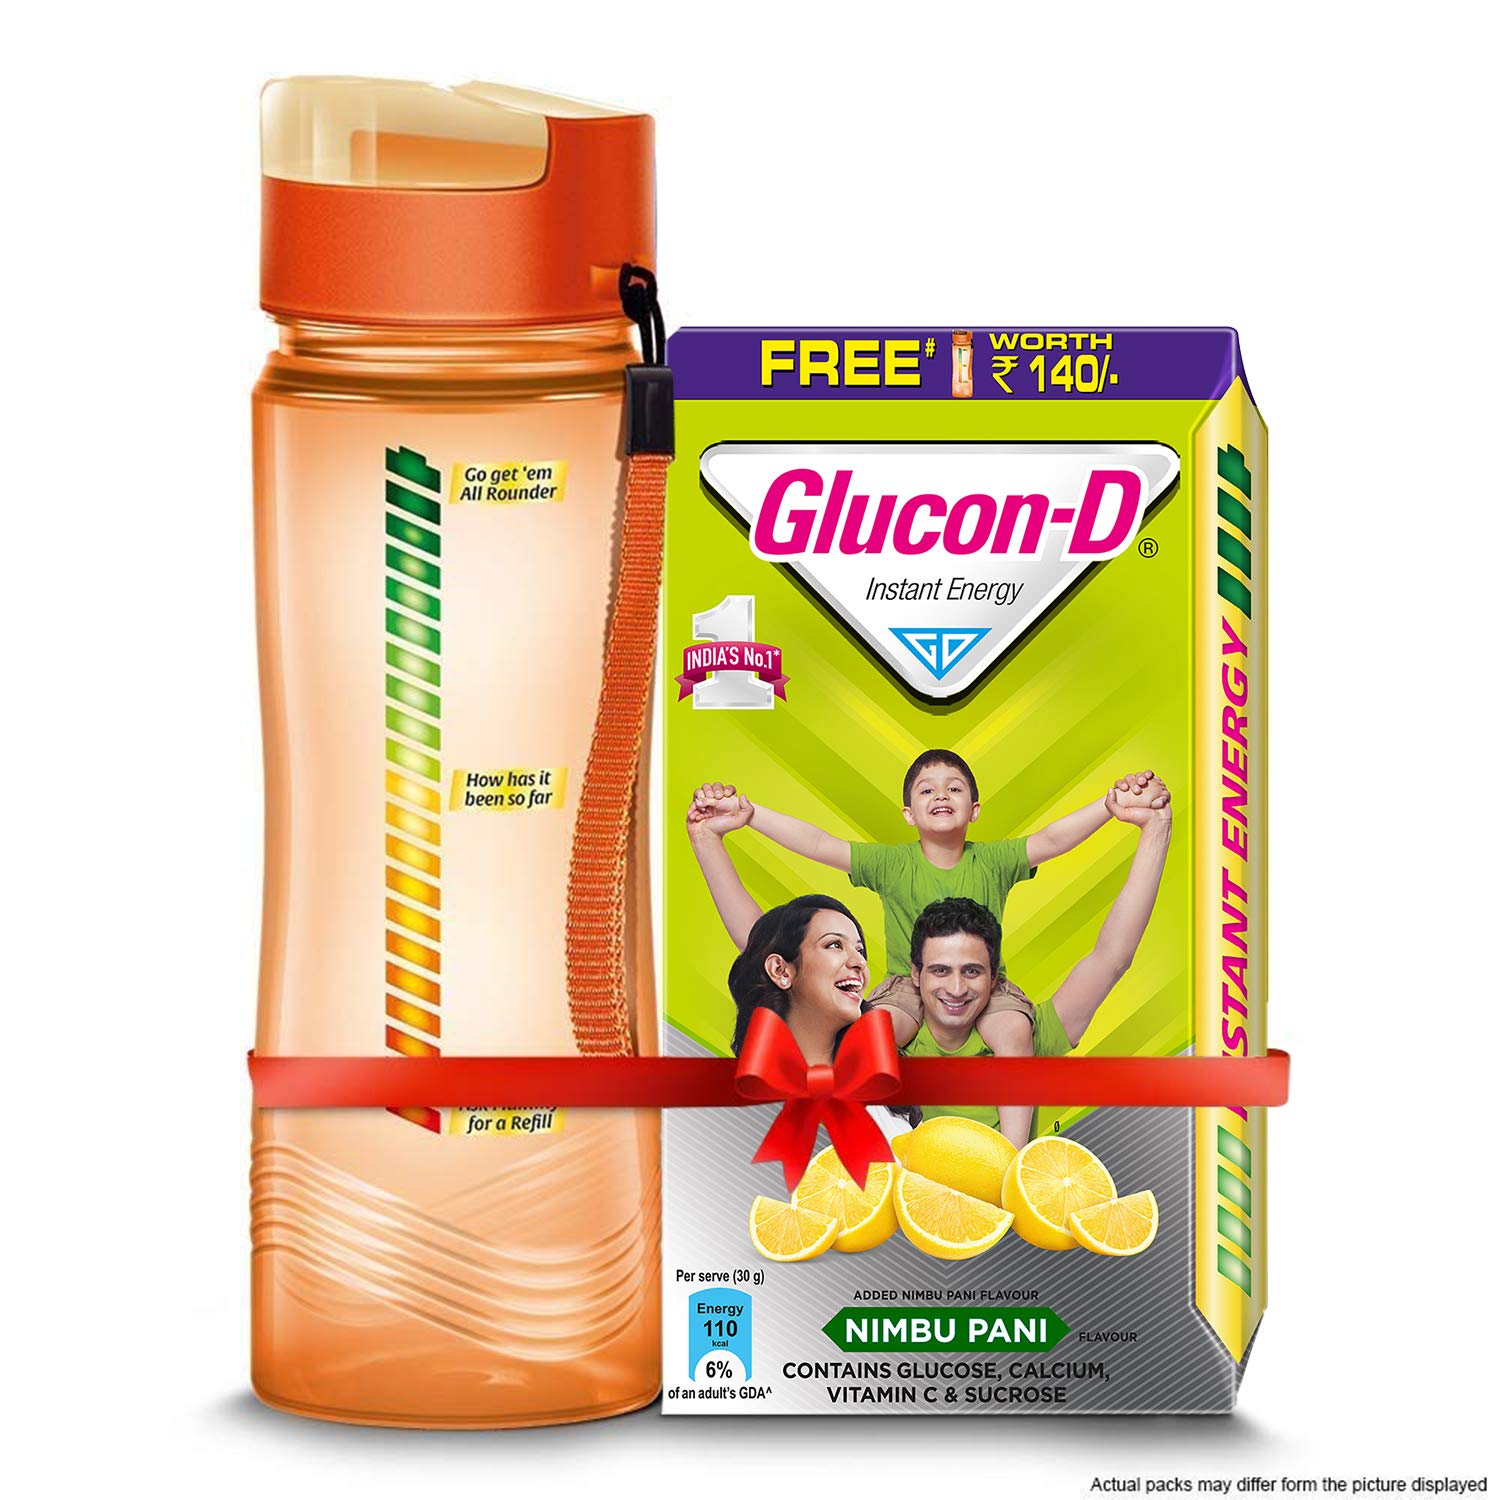 FREE#
WORTH
₹ 140/-
Glucon-D®
Instant Energy
GD
1
INDIA'S No.1*
Go get 'em
All Rounder
How has it
been so far
for a Refill
INSTANT ENERGY
Per serve (30 g)
Energy
110
kcal
6%
of an adult's GDA^
ADDED NIMBU PANI FLAVOUR
NIMBU PANI
FLAVOUR
CONTAINS GLUCOSE, CALCIUM,
VITAMIN C & SUCROSE
Actual packs may differ form the picture displayed